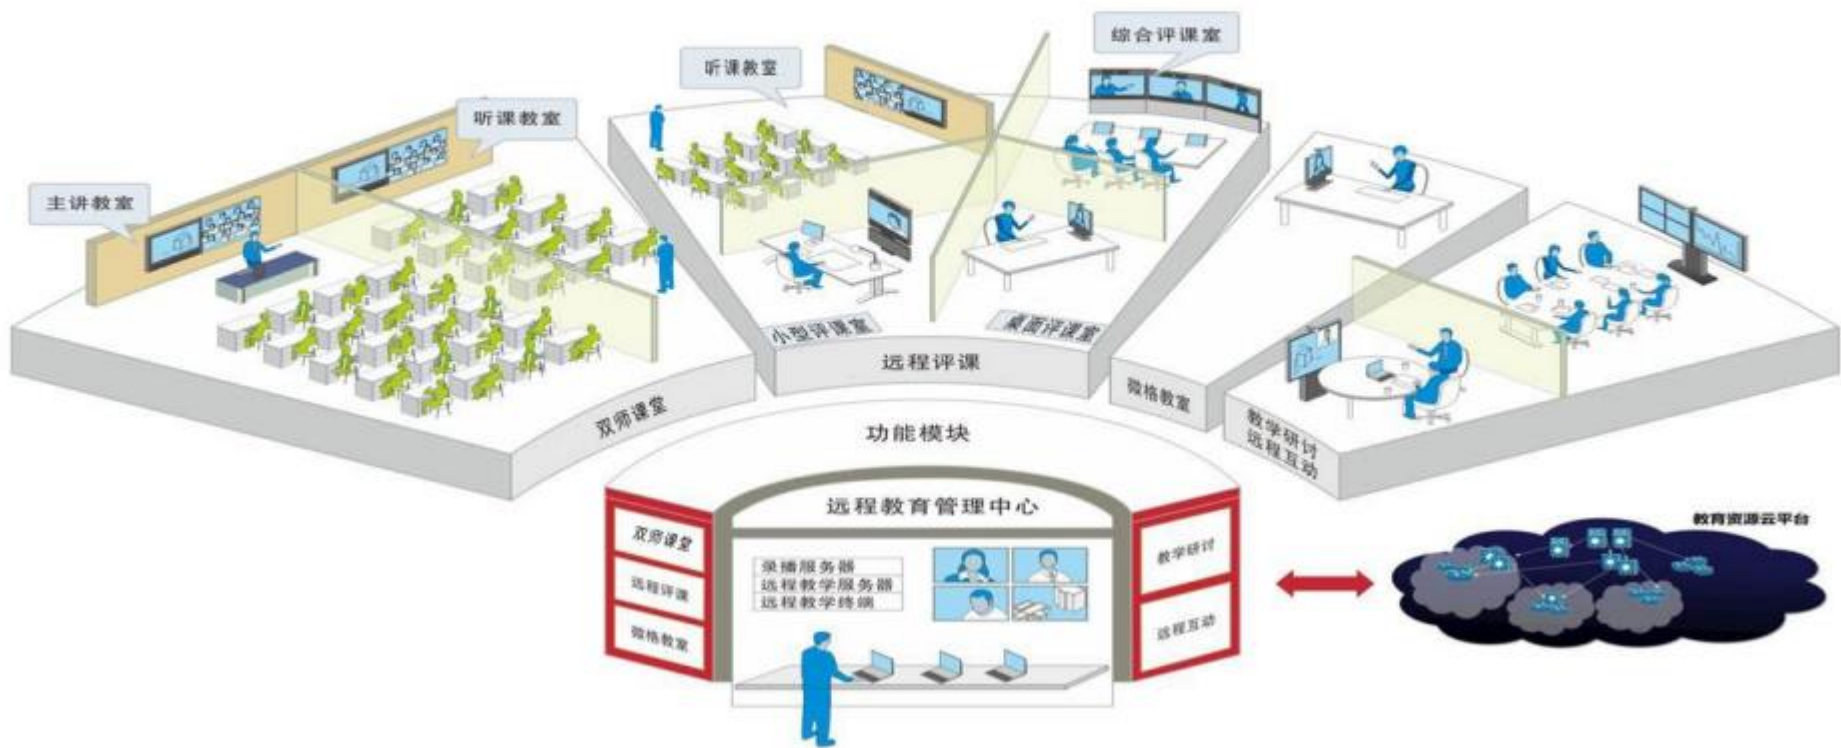 综合评课室
听课教室
听课教室
主讲教室
小型评课室
桌面评课室
远程评课
微格教室
双师课堂
教学研讨
远程互动
功能模块
远程教育管理中心
双师课堂
远程评课
微格教室
录播服务器
远程教学服务器
远程教学终端
教学研讨
远程互动
教育资源云平台